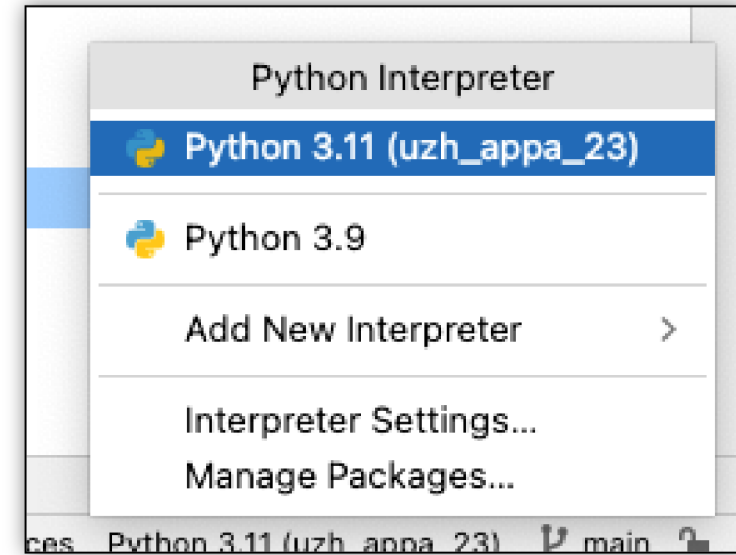 Python Interpreter
Python 3.11 (uzh_appa_23)
Python 3.9
Add New Interpreter
Interpreter Settings...
Manage Packages...
ces Python 3.11 (uzh_appa_23) main